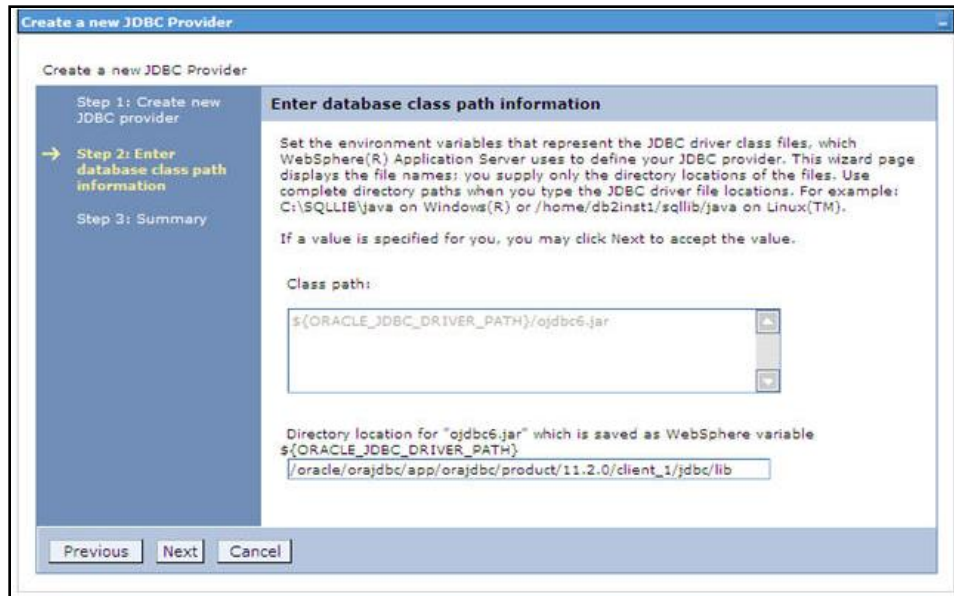 Create a new JDBC Provider
Create a new JDBC Provider
Step 1: Create new
JDBC provider
Step 2: Enter
database class path
information
Step 3: Summary
Enter database class path information
Set the environment variables that represent the JDBC driver class files, which
WebSphere(R) Application Server uses to define your JDBC provider. This wizard page
displays the file names; you supply only the directory locations of the files. Use
complete directory paths when you type the JDBC driver file locations. For example:
C:\SQLLIB\java on Windows(R) or /home/db2inst1/sqllib/java on Linux(TM).
If a value is specified for you, you may click Next to accept the value.
Class path:
${ORACLE_JDBC_DRIVER_PATH}/ojdbc6.jar
Directory location for "ojdbc6.jar" which is saved as WebSphere variable
${ORACLE_JDBC_DRIVER_PATH}
/oracle/orajdbc/app/orajdbc/product/11.2.0/client_1/jdbc/lib
Previous Next Cancel